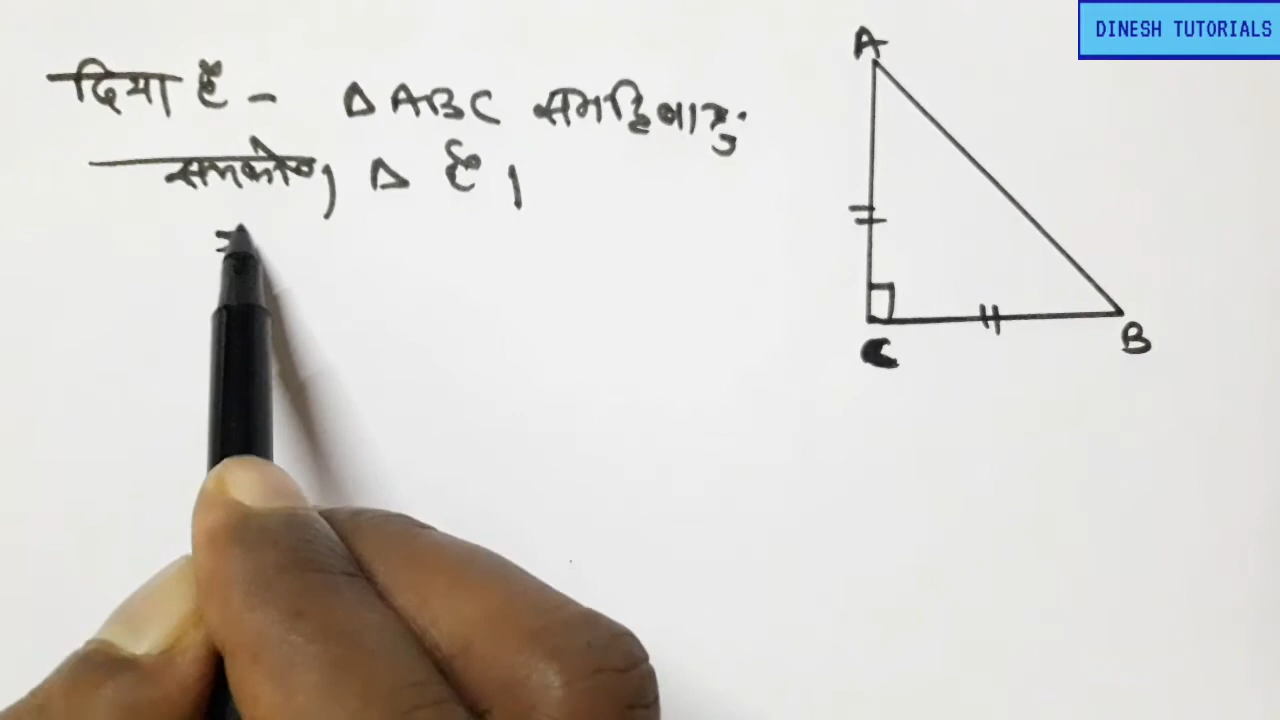 DINESH TUTORIALS
दिया है - Δ ABC समद्विबाहु
समकोण Δ है।
A
B
C